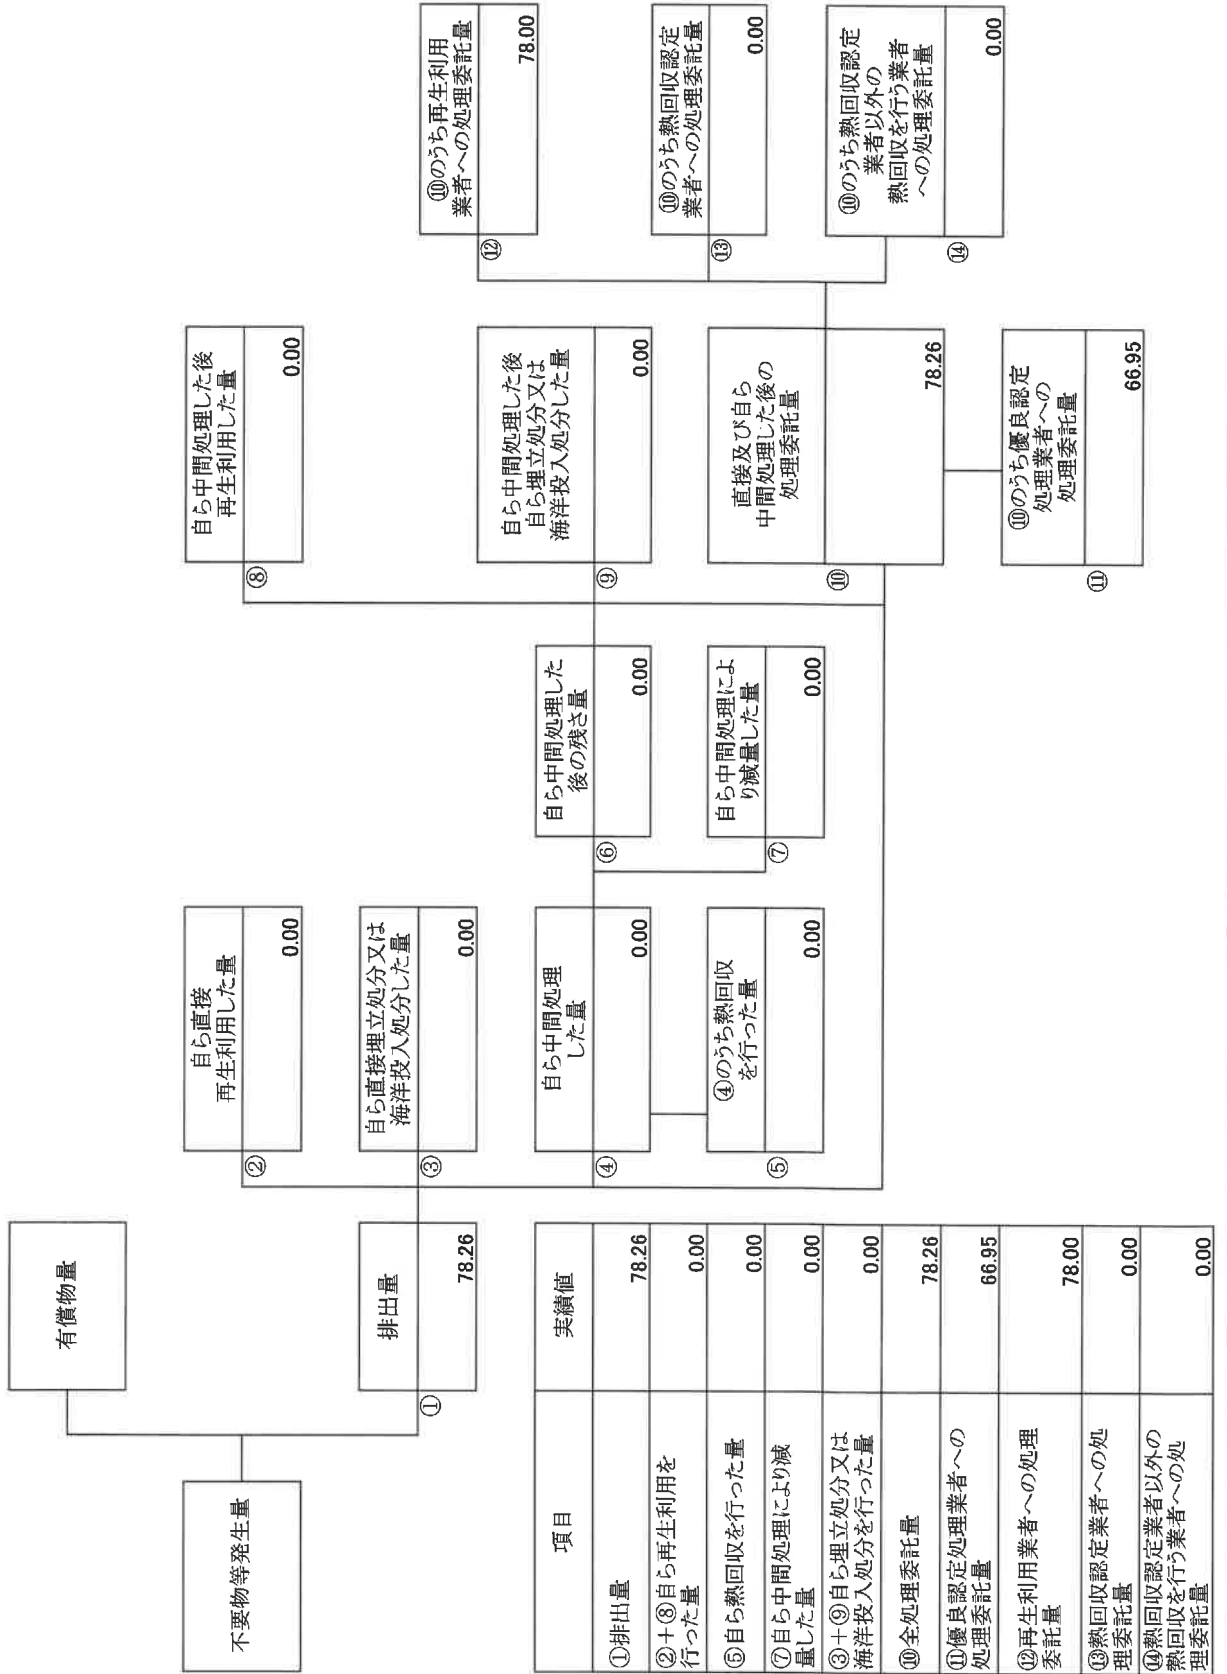 不要物等発生量
有償物量
排出量
①
78.26
自ら直接
再生利用した量
②
0.00
自ら直接埋立処分又は
海洋投入処分した量
③
0.00
自ら中間処理
した量
④
0.00
④のうち熱回収
を行った量
⑤
0.00
自ら中間処理した
後の残さ量
⑥
0.00
自ら中間処理によ
り減量した量
⑦
0.00
自ら中間処理した後
再生利用した量
⑧
0.00
自ら中間処理した後
自ら埋立処分又は
海洋投入処分した量
⑨
0.00
直接及び自ら
中間処理した後の
処理委託量
⑩
78.26
⑩のうち優良認定
処理業者への
処理委託量
⑪
66.95
⑩のうち再生利用
業者への処理委託量
⑫
78.00
⑩のうち熱回収認定
業者への処理委託量
⑬
0.00
⑩のうち熱回収認定
業者以外の
熱回収を行う業者
への処理委託量
⑭
0.00
項目 実績値
①排出量 78.26
②+⑧自ら再生利用を
行った量 0.00
⑤自ら熱回収を行った量 0.00
⑦自ら中間処理により減
量した量 0.00
③+⑨自ら埋立処分又は
海洋投入処分を行った量 0.00
⑩全処理委託量 78.26
⑪優良認定処理業者への
処理委託量 66.95
⑫再生利用業者への処理
委託量 78.00
⑬熱回収認定業者への処
理委託量 0.00
⑭熱回収認定業者以外の
熱回収を行う業者への処
理委託量 0.00